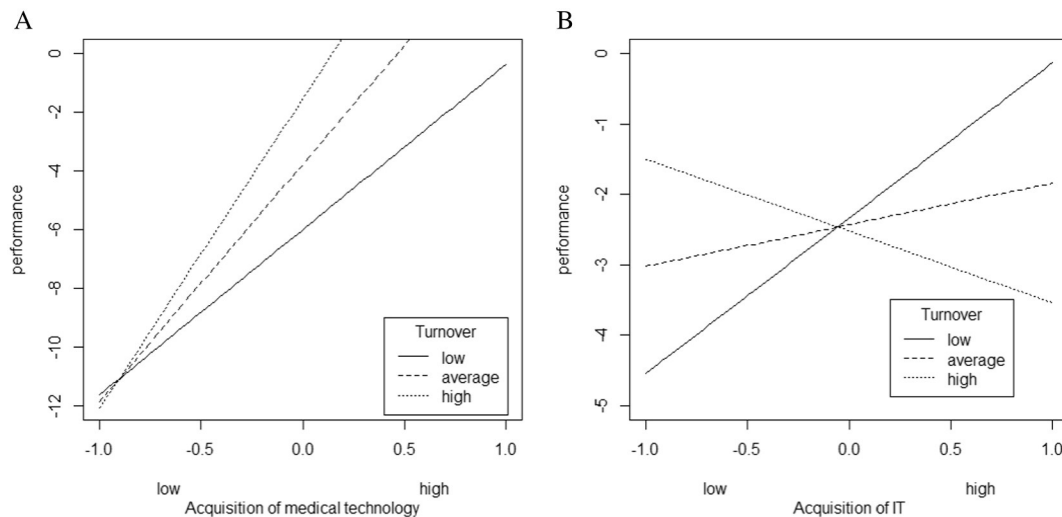 A
B
performance
0
-2
-4
-6
-8
-10
-12
Turnover
low
average
high
-1.0 -0.5 0.0 0.5 1.0
low high
Acquisition of medical technology
performance
0
-1
-2
-3
-4
-5
Turnover
low
average
high
-1.0 -0.5 0.0 0.5 1.0
low high
Acquisition of IT